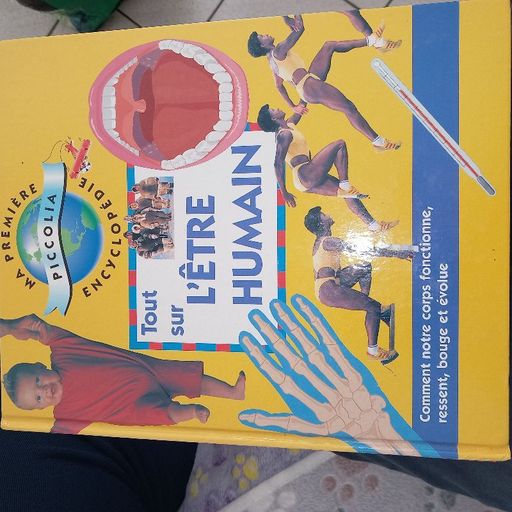 MA PREMIÈRE
PICCOLIA
ENCYCLOPÉDIE
Tout
sur
L'ÊTRE
HUMAIN
Comment notre corps fonctionne,
ressent, bouge et évolue